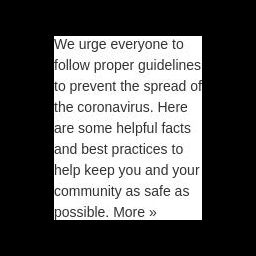 We urge everyone to
follow proper guidelines
to prevent the spread of
the coronavirus. Here
are some helpful facts
and best practices to
help keep you and your
community as safe as
possible. More »